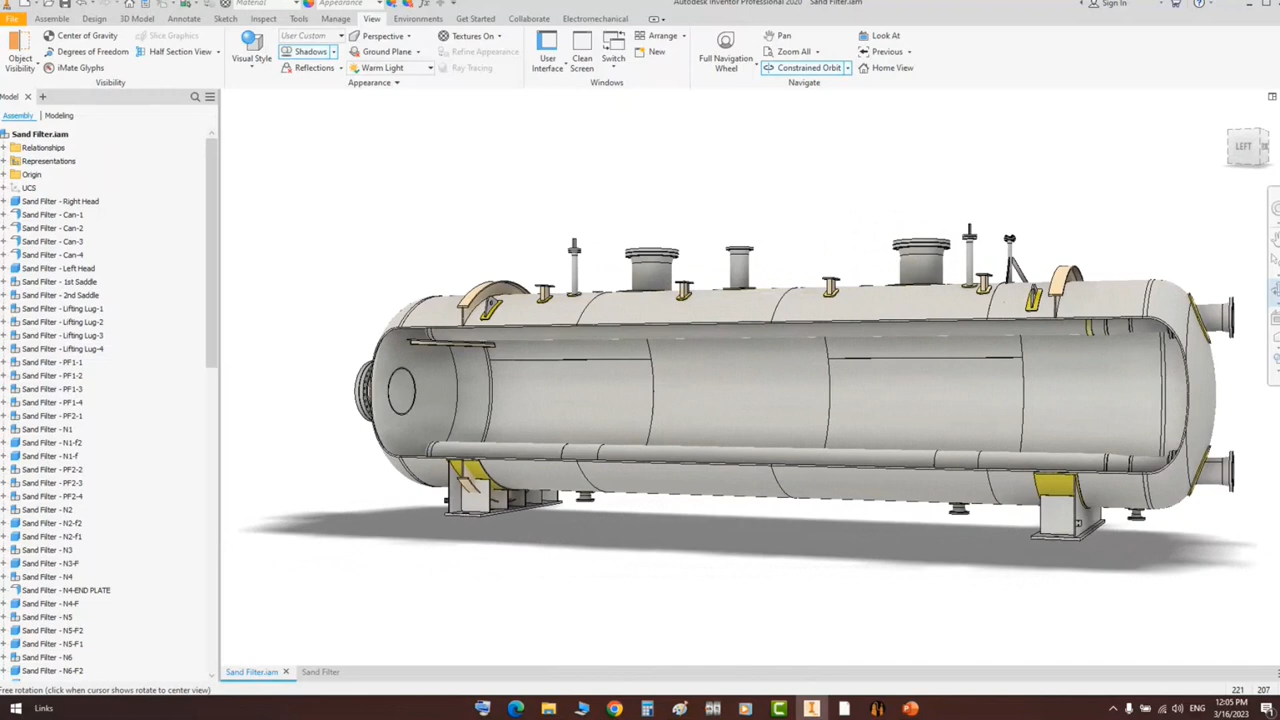 Material
Appearance
Autodesk Inventor Professional 2020 Sand Filter.iam
Sign In
File Assembly Design 3D Model Annotate Sketch Inspect Tools Manage View Environments Get Started Collaborate Electromechanical
Object Visibility
Center of Gravity
Degrees of Freedom
iMate Glyphs
Slice Graphics
Half Section View
Visibility
Visual Style
User Custom
Shadows
Reflections
Perspective
Ground Plane
Warm Light
Textures On
Refine Appearance
Ray Tracing
Appearance
User Interface
Clean Screen
Switch
Arrange
New
Windows
Full Navigation Wheel
Pan
Zoom All
Constrained Orbit
Look At
Previous
Home View
Navigate
Model
Assembly Modeling
Sand Filter.iam
Relationships
Representations
Origin
UCS
Sand Filter - Right Head
Sand Filter - Can-1
Sand Filter - Can-2
Sand Filter - Can-3
Sand Filter - Can-4
Sand Filter - Left Head
Sand Filter - 1st Saddle
Sand Filter - 2nd Saddle
Sand Filter - Lifting Lug-1
Sand Filter - Lifting Lug-2
Sand Filter - Lifting Lug-3
Sand Filter - Lifting Lug-4
Sand Filter - PF1-1
Sand Filter - PF1-2
Sand Filter - PF1-3
Sand Filter - PF1-4
Sand Filter - PF2-1
Sand Filter - N1
Sand Filter - N1-f2
Sand Filter - N1-f
Sand Filter - PF2-2
Sand Filter - PF2-3
Sand Filter - PF2-4
Sand Filter - N2
Sand Filter - N2-f2
Sand Filter - N2-f1
Sand Filter - N3
Sand Filter - N3-F
Sand Filter - N4
Sand Filter - N4-END PLATE
Sand Filter - N4-F
Sand Filter - N5
Sand Filter - N5-F2
Sand Filter - N5-F1
Sand Filter - N6
Sand Filter - N6-F2
LEFT
Sand Filter.iam
Sand Filter
Free rotation (click when cursor shows rotate to center view)
221 207
Links
ENG
12:05 PM
3/16/2023